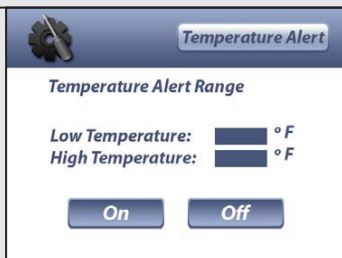 Temperature Alert
Temperature Alert Range
Low Temperature: ° F
High Temperature: ° F
On Off